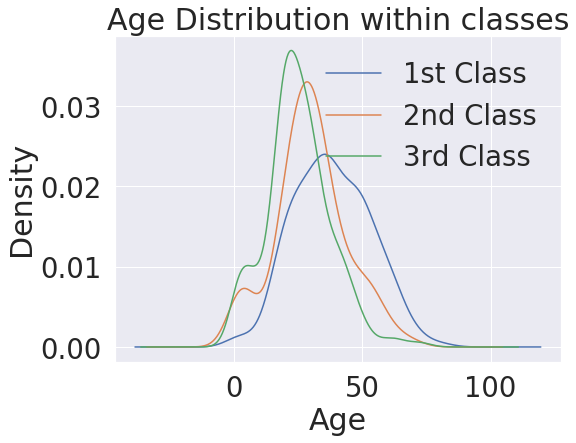 Age Distribution within classes
1st Class
2nd Class
3rd Class
Density
0.03
0.02
0.01
0.00
0 50 100
Age